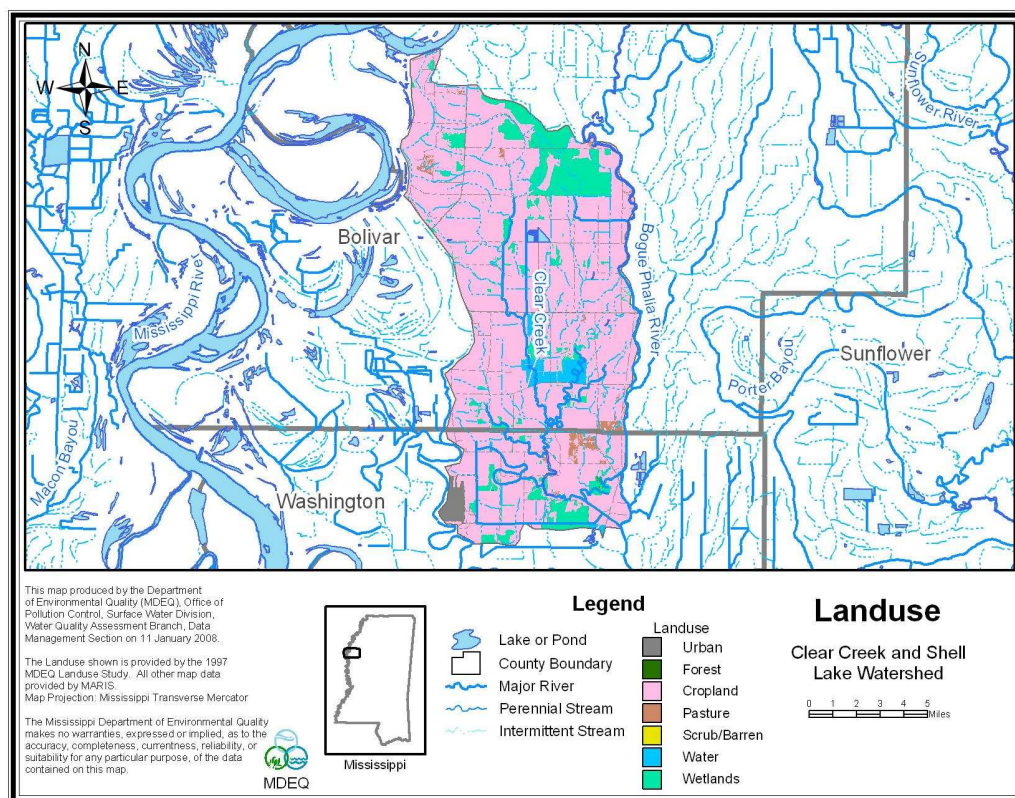 N
W E
S
Sunflower River
Bolivar
Mississippi River
Clear Creek
Bogue Phalia River
Sunflower
Porter Bayou
Macon Bayou
Washington
This map produced by the Department
of Environmental Quality (MDEQ), Office of
Pollution Control, Surface Water Division,
Water Quality Assessment Branch, Data
Management Section on 11 January 2008.
The Landuse shown is provided by the 1997
MDEQ Landuse Study. All other map data
provided by MARIS.
Map Projection: Mississippi Transverse Mercator
The Mississippi Department of Environmental Quality
makes no warranties, expressed or implied, as to the
accuracy, completeness, currentness, reliability, or
suitability for any particular purpose, of the data
contained on this map.
MDEQ
Mississippi
Legend
Lake or Pond
County Boundary
Major River
Perennial Stream
Intermittent Stream
Landuse
Urban
Forest
Cropland
Pasture
Scrub/Barren
Water
Wetlands
Landuse
Clear Creek and Shell
Lake Watershed
0 1 2 3 4 5
Miles